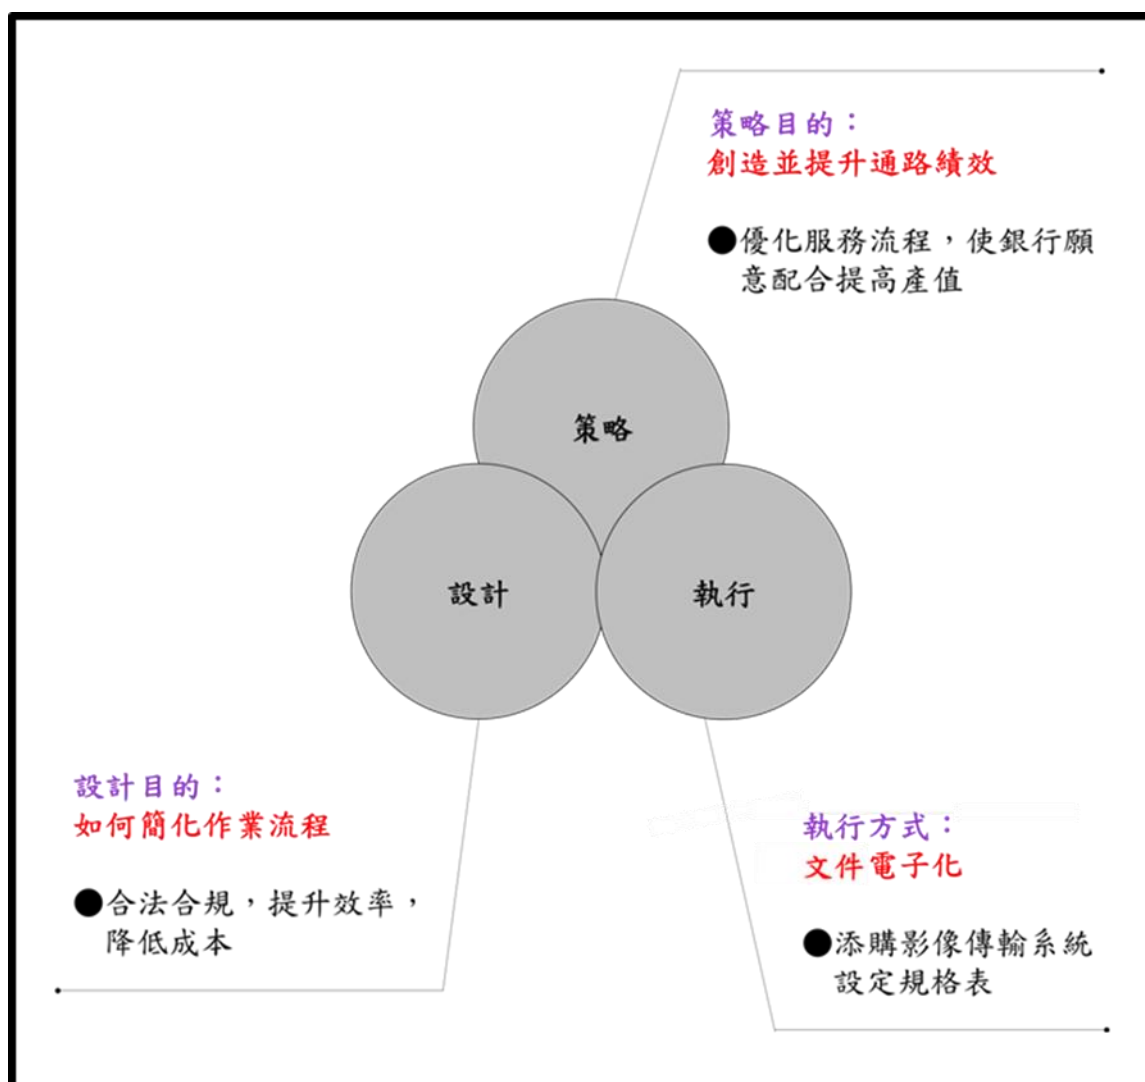 策略目的：
創造並提升通路績效
●優化服務流程，使銀行願
意配合提高產值
策略
設計
執行
設計目的：
如何簡化作業流程
●合法合規，提升效率，
降低成本
執行方式：
文件電子化
●添購影像傳輸系統
設定規格表